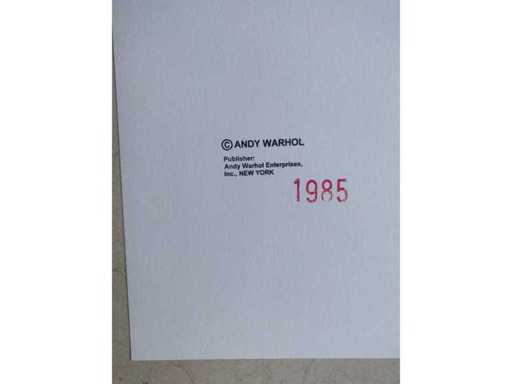 © ANDY WARHOL
Publisher:
Andy Warhol Enterprises,
Inc., NEW YORK
1985